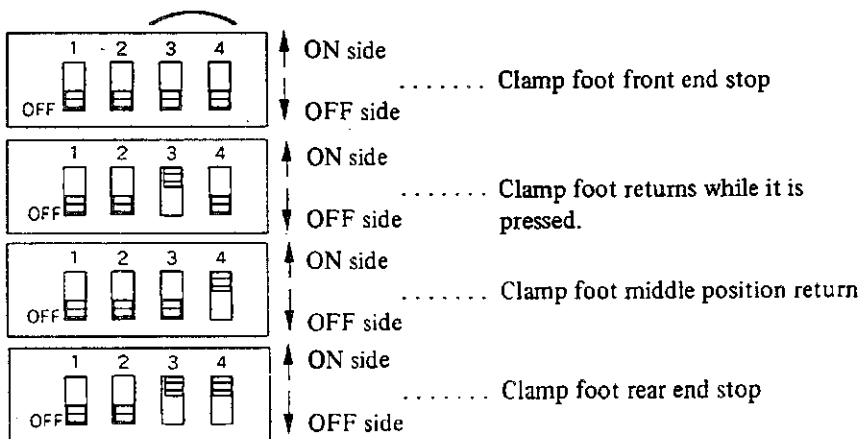 1 2 3 4
ON side
OFF
OFF side
....... Clamp foot front end stop
1 2 3 4
ON side
OFF
OFF side
....... Clamp foot returns while it is
pressed.
1 2 3 4
ON side
OFF
OFF side
....... Clamp foot middle position return
1 2 3 4
ON side
OFF
OFF side
....... Clamp foot rear end stop